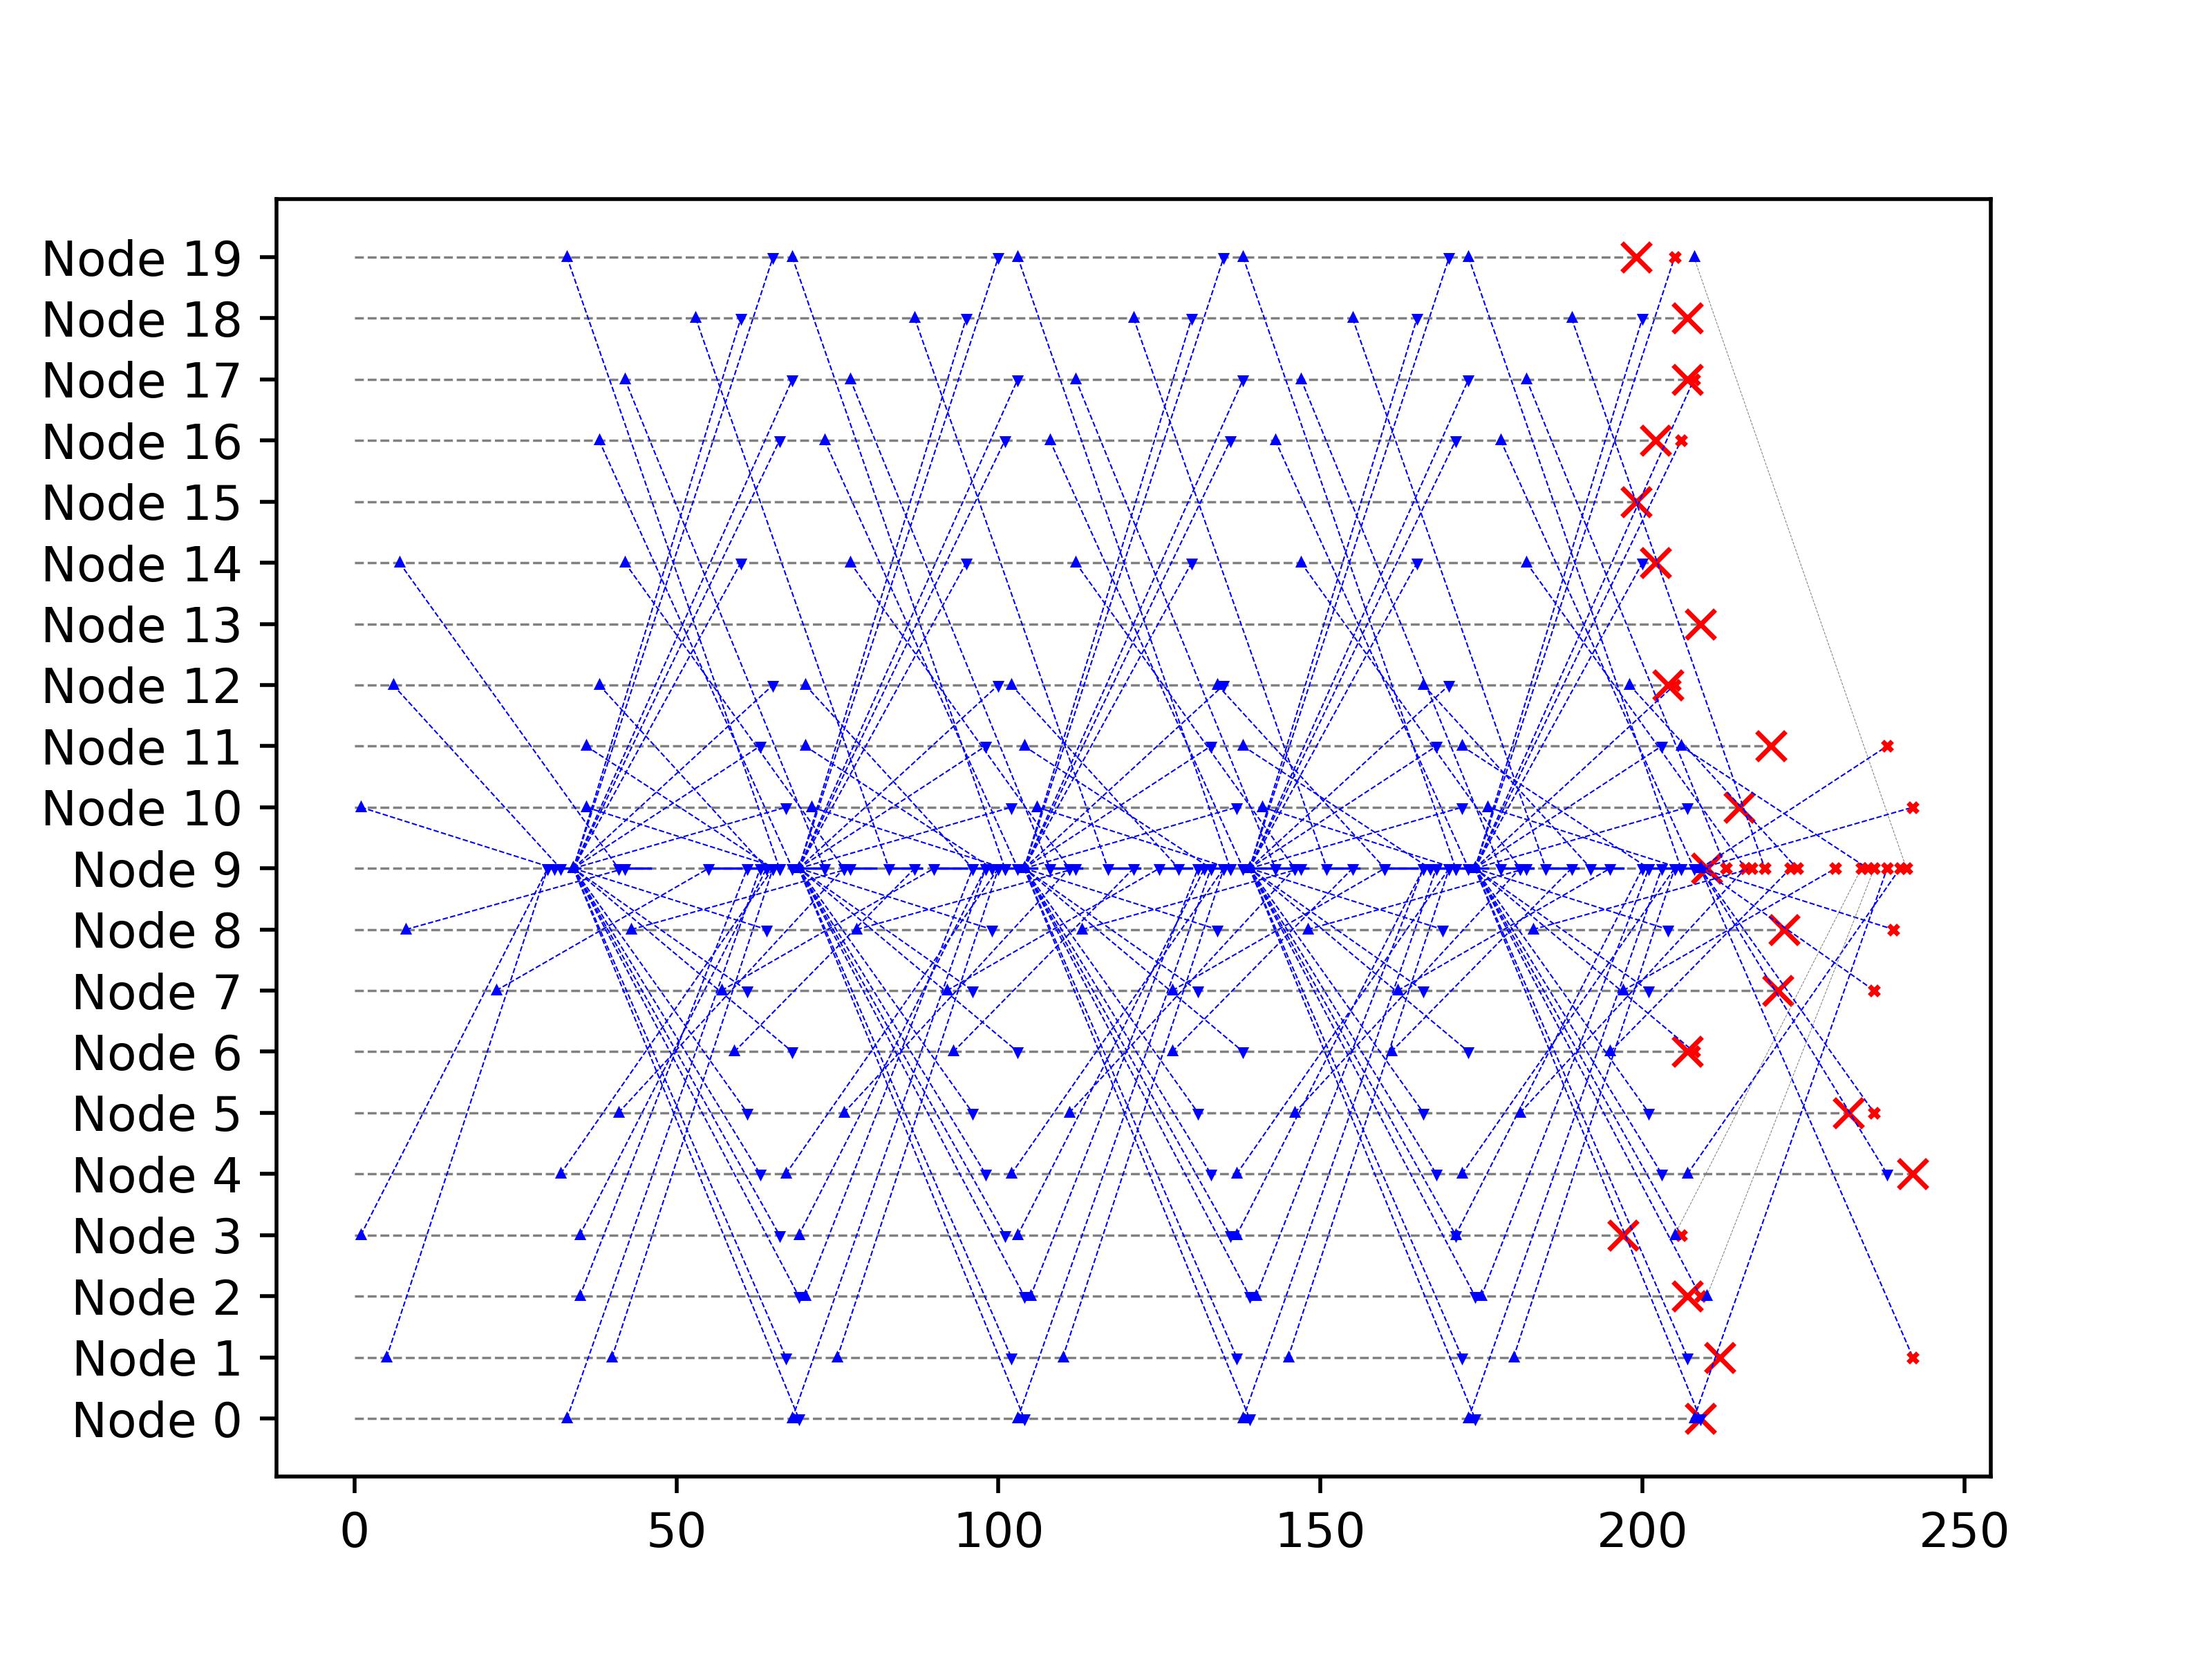 Node 19
Node 18
Node 17
Node 16
Node 15
Node 14
Node 13
Node 12
Node 11
Node 10
Node 9
Node 8
Node 7
Node 6
Node 5
Node 4
Node 3
Node 2
Node 1
Node 0
0 50 100 150 200 250